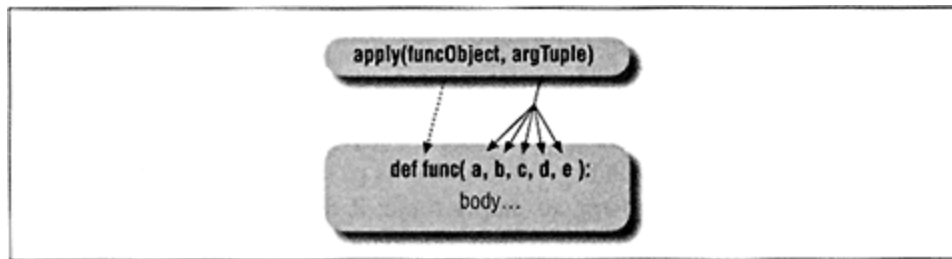 apply(funcObject, argTuple)
def func( a, b, c, d, e ):
body...